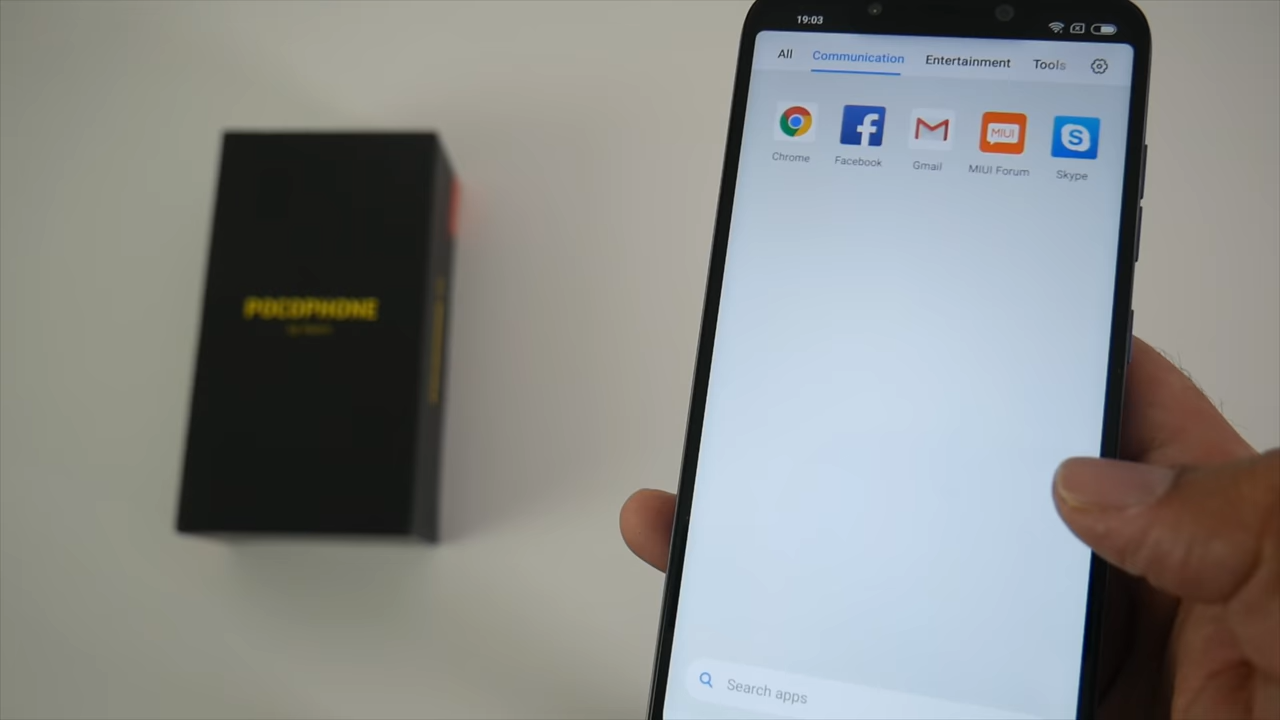 19:03
All Communication Entertainment Tools
MIUI
Chrome Facebook Gmail MIUI Forum Skype
POCOPHONE
Search apps